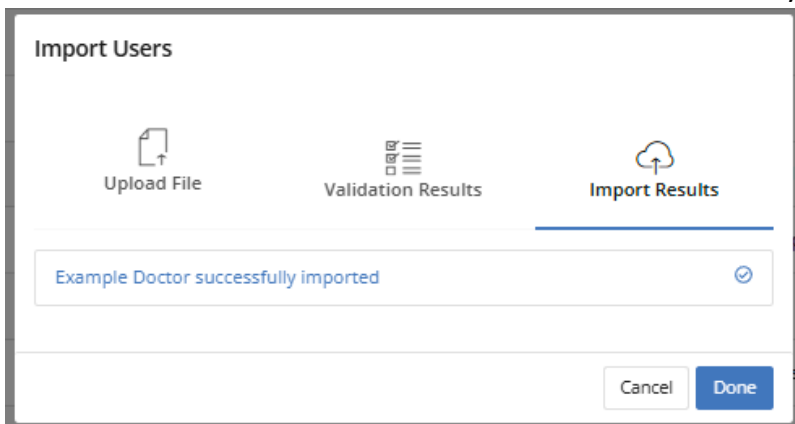 Import Users
Upload File
Validation Results
Import Results
Example Doctor successfully imported
Cancel
Done